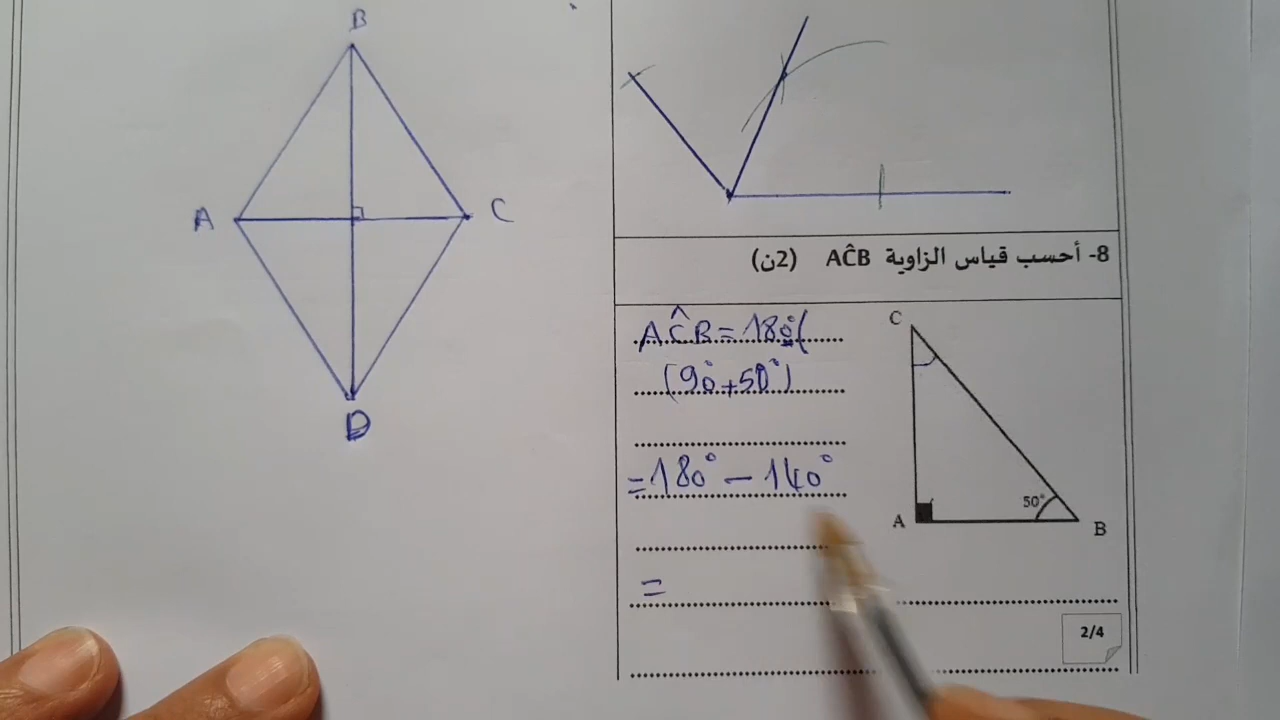 B
A
C
D
8- أحسب قياس الزاوية AĈB (2ن)
AĈB = 180°(
(90° + 50°)
= 180° - 140°
=
C
50°
A
B
2/4